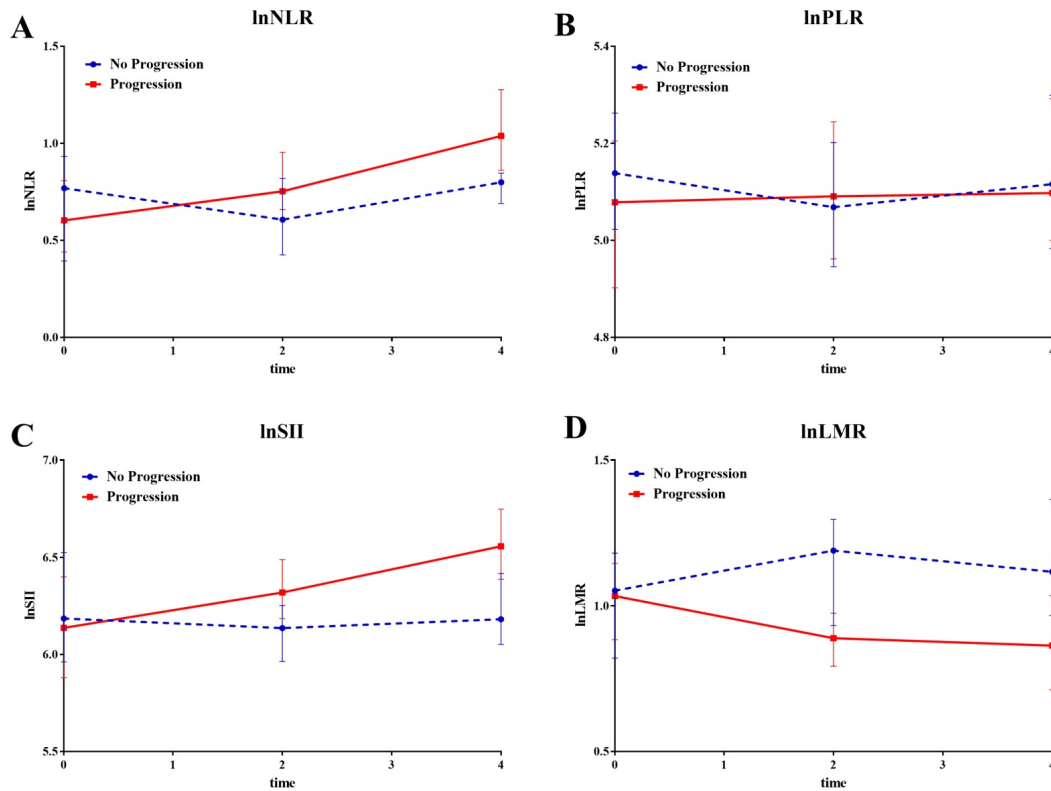 A
lnNLR
1.5
No Progression
Progression
1.0
lnNLR
0.5
0.0
0 1 2 3 4
time
B
lnPLR
5.4
No Progression
Progression
5.2
lnPLR
5.0
4.8
0 1 2 3 4
time
C
lnSII
7.0
No Progression
Progression
6.5
lnSII
6.0
5.5
0 1 2 3 4
time
D
lnLMR
1.5
No Progression
Progression
1.0
lnLMR
0.5
0 1 2 3 4
time